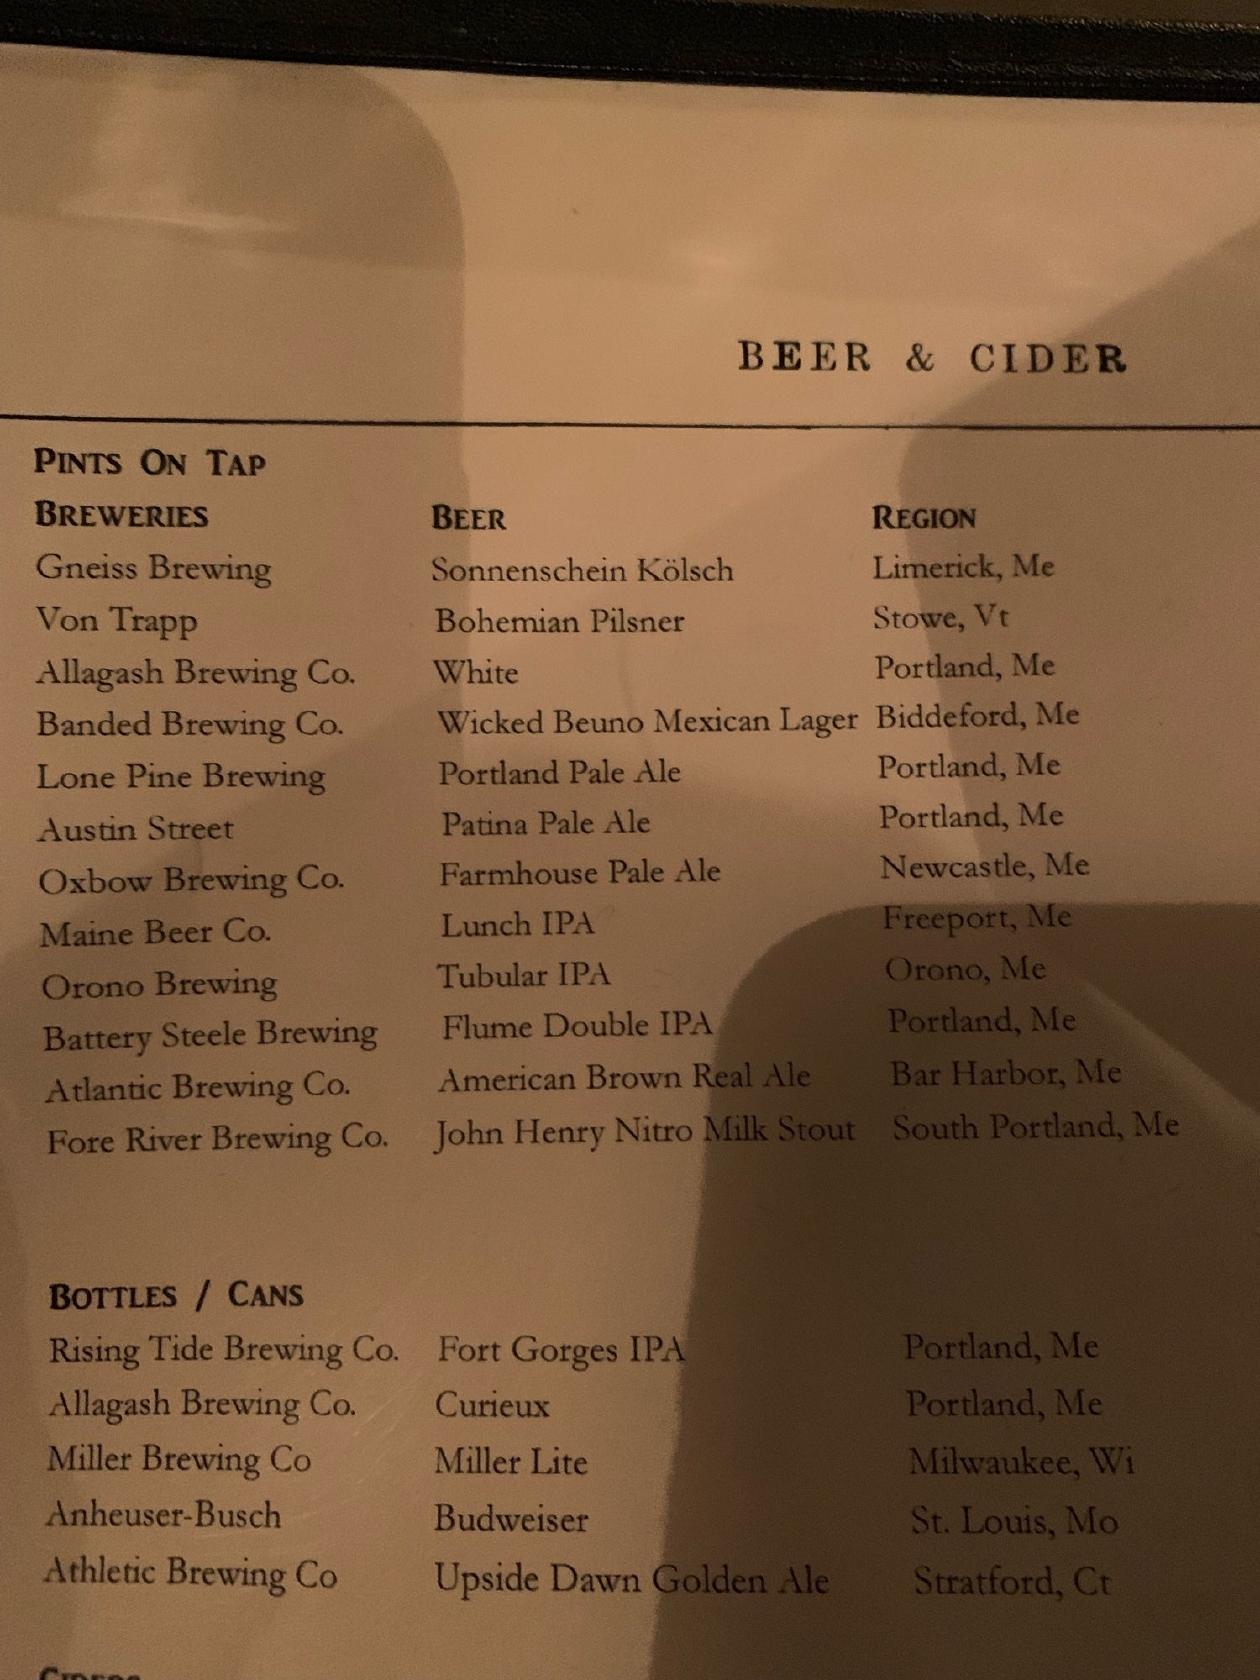 BEER & CIDER
PINTS ON TAP
BREWERIES BEER REGION
Gneiss Brewing Sonnenschein Kölsch Limerick, Me
Von Trapp Bohemian Pilsner Stowe, Vt
Allagash Brewing Co. White Portland, Me
Banded Brewing Co. Wicked Beuno Mexican Lager Biddeford, Me
Lone Pine Brewing Portland Pale Ale Portland, Me
Austin Street Patina Pale Ale Portland, Me
Oxbow Brewing Co. Farmhouse Pale Ale Newcastle, Me
Maine Beer Co. Lunch IPA Freeport, Me
Orono Brewing Tubular IPA Orono, Me
Battery Steele Brewing Flume Double IPA Portland, Me
Atlantic Brewing Co. American Brown Real Ale Bar Harbor, Me
Fore River Brewing Co. John Henry Nitro Milk Stout South Portland, Me
BOTTLES / CANS
Rising Tide Brewing Co. Fort Gorges IPA Portland, Me
Allagash Brewing Co. Curieux Portland, Me
Miller Brewing Co Miller Lite Milwaukee, Wi
Anheuser-Busch Budweiser St. Louis, Mo
Athletic Brewing Co Upside Dawn Golden Ale Stratford, Ct
CIDERS